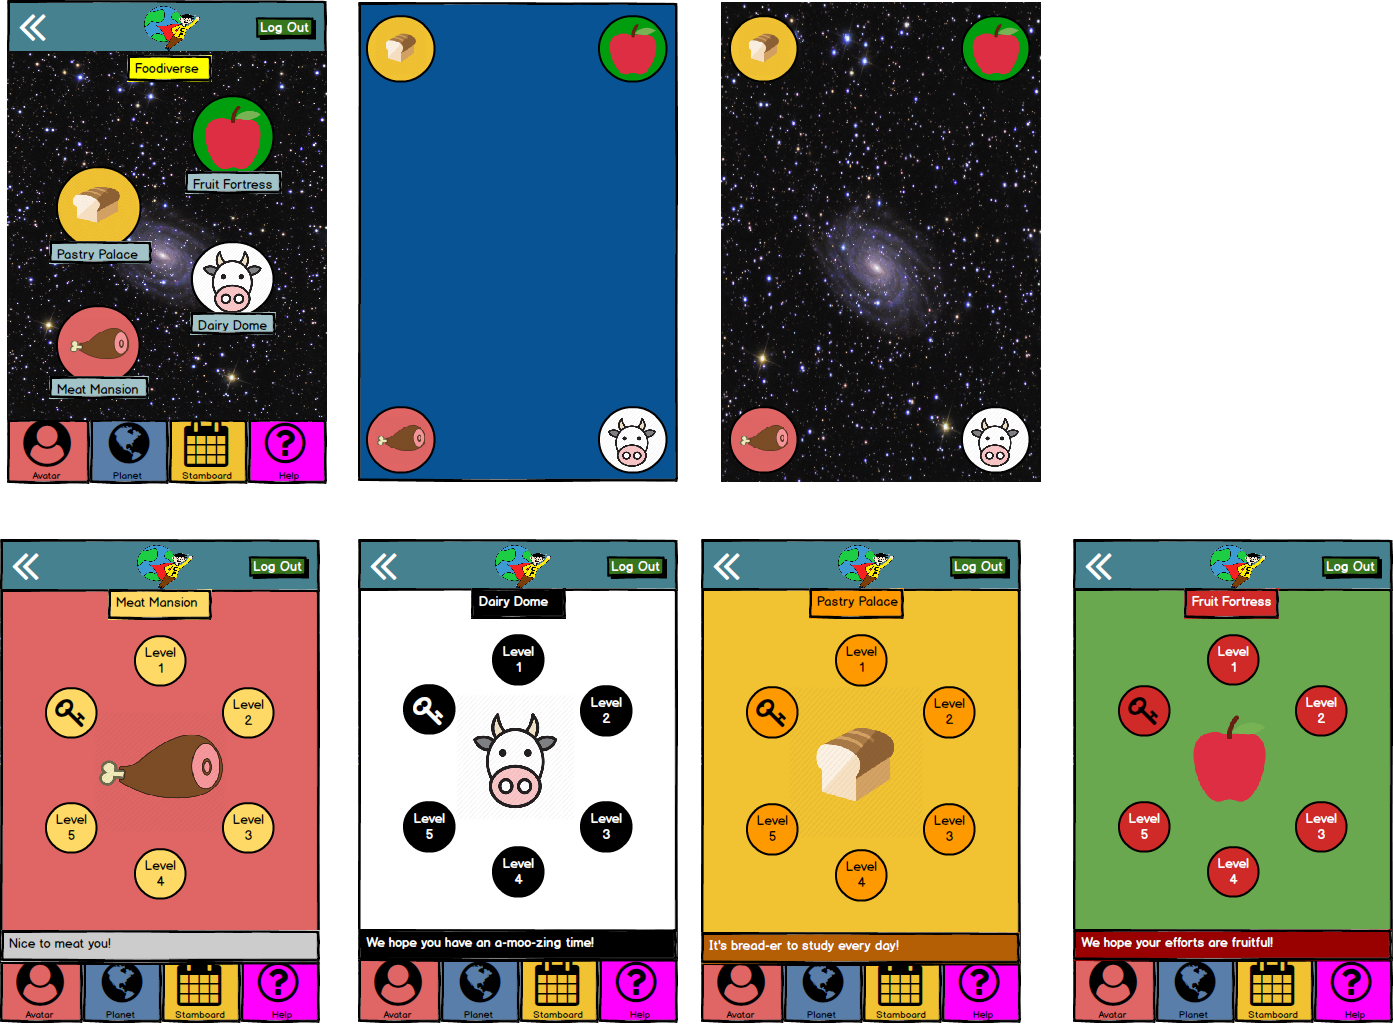 Log Out
Foodiverse
Fruit Fortress
Pastry Palace
Dairy Dome
Meat Mansion
Avatar
Planet
Stamboard
Help
Log Out
Meat Mansion
Level
1
Level
2
Level
3
Level
4
Level
5
Nice to meat you!
Avatar
Planet
Stamboard
Help
Log Out
Dairy Dome
Level
1
Level
2
Level
3
Level
4
Level
5
We hope you have an a-moo-zing time!
Avatar
Planet
Stamboard
Help
Log Out
Pastry Palace
Level
1
Level
2
Level
3
Level
4
Level
5
It's bread-er to study every day!
Avatar
Planet
Stamboard
Help
Log Out
Fruit Fortress
Level
1
Level
2
Level
3
Level
4
Level
5
We hope your efforts are fruitful!
Avatar
Planet
Stamboard
Help